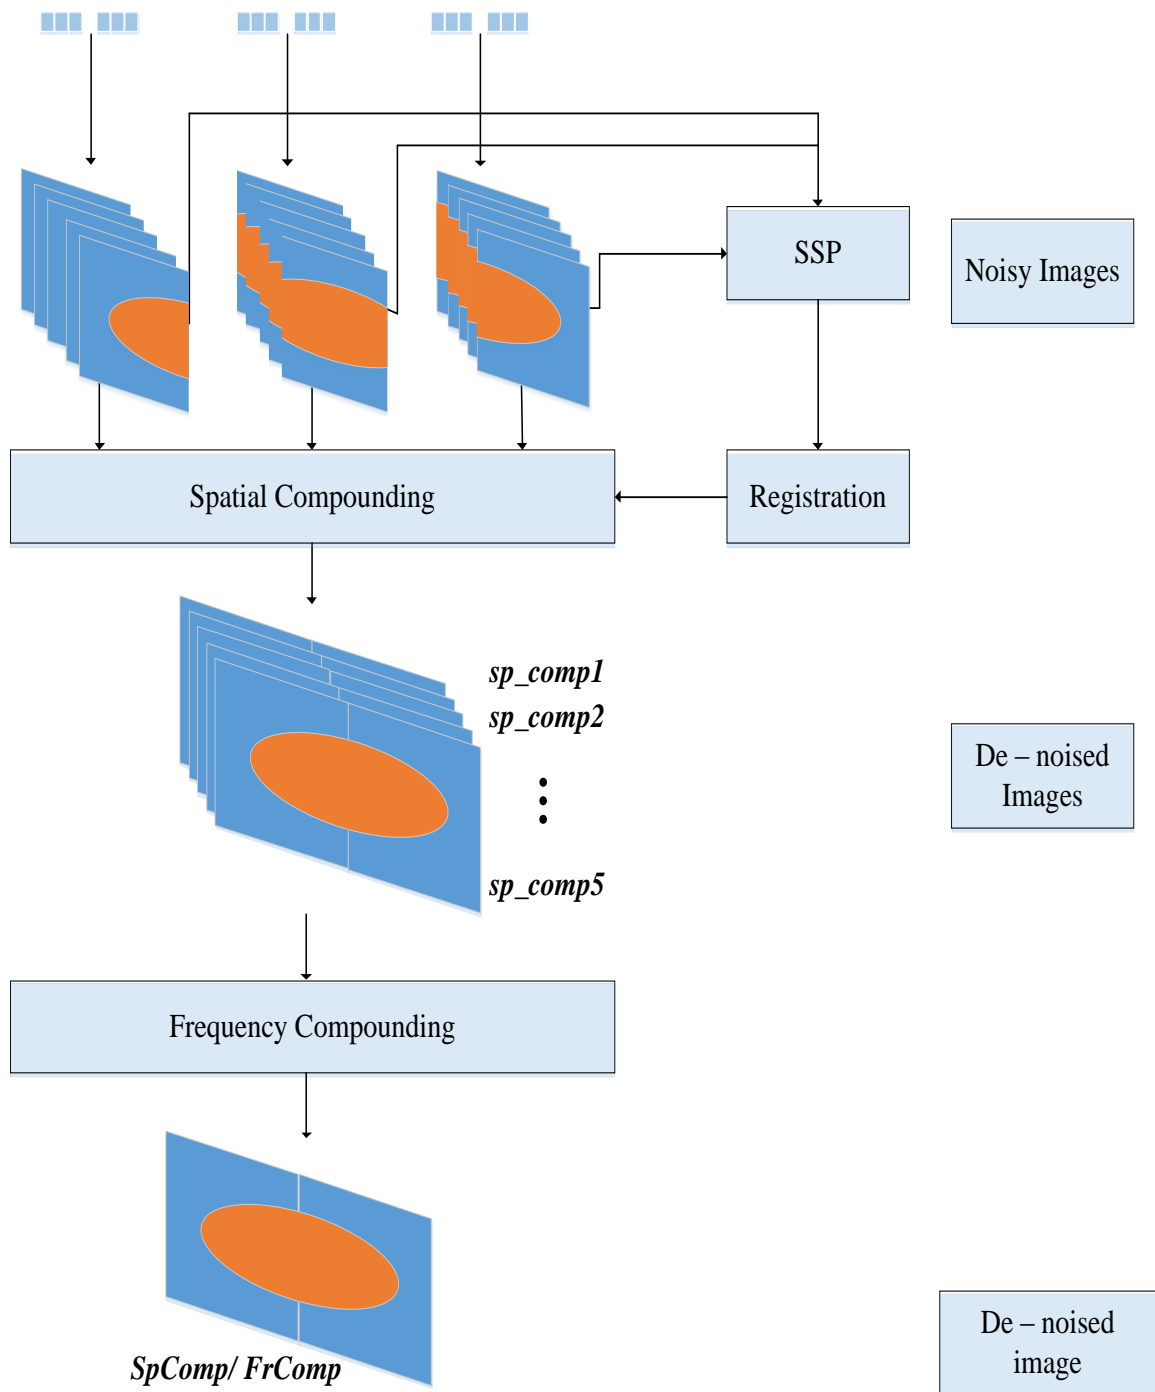 SSP
Noisy Images
Spatial Compounding
Registration
sp_comp1
sp_comp2
De – noised
Images
sp_comp5
Frequency Compounding
SpComp/ FrComp
De – noised
image